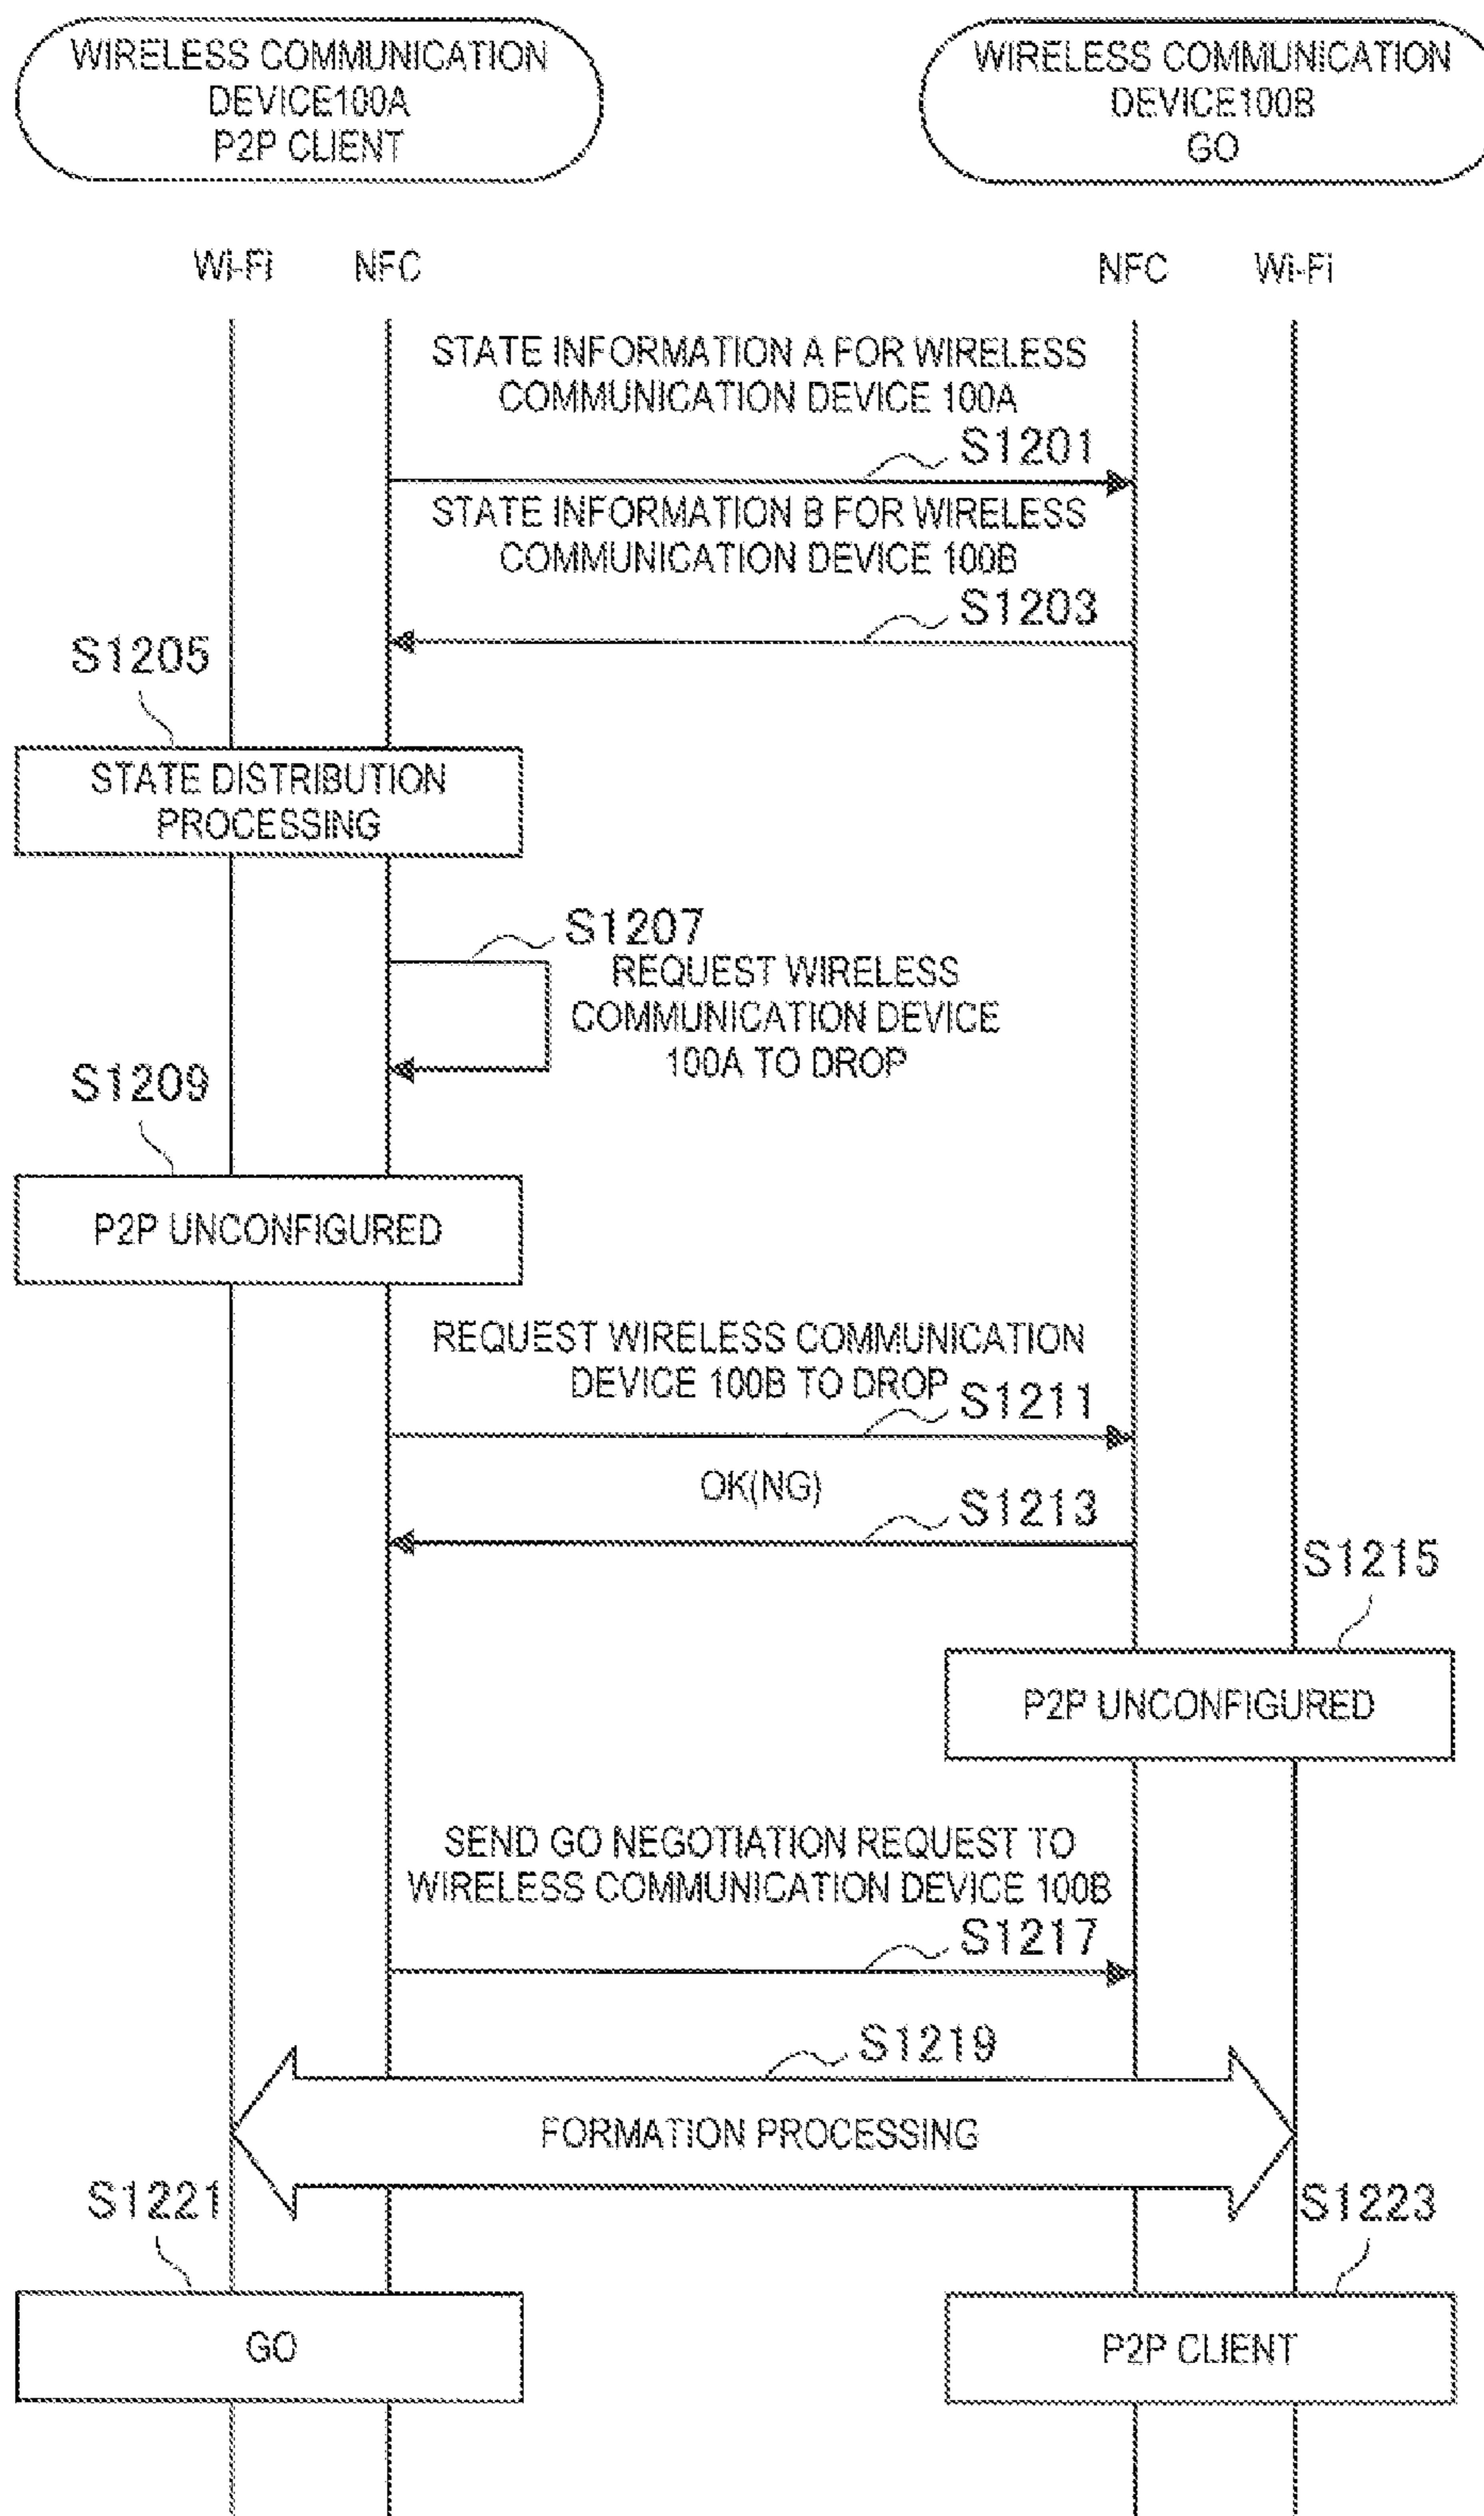 WIRELESS COMMUNICATION
DEVICE100A
P2P CLIENT
WIRELESS COMMUNICATION
DEVICE100B
GO
Wi-Fi
NFC
NFC
Wi-Fi
STATE INFORMATION A FOR WIRELESS
COMMUNICATION DEVICE 100A
S1201
STATE INFORMATION B FOR WIRELESS
COMMUNICATION DEVICE 100B
S1203
S1205
STATE DISTRIBUTION
PROCESSING
S1207
REQUEST WIRELESS
COMMUNICATION DEVICE
100A TO DROP
S1209
P2P UNCONFIGURED
REQUEST WIRELESS COMMUNICATION
DEVICE 100B TO DROP
S1211
OK(NG)
S1213
S1215
P2P UNCONFIGURED
SEND GO NEGOTIATION REQUEST TO
WIRELESS COMMUNICATION DEVICE 100B
S1217
S1219
FORMATION PROCESSING
S1221
S1223
GO
P2P CLIENT